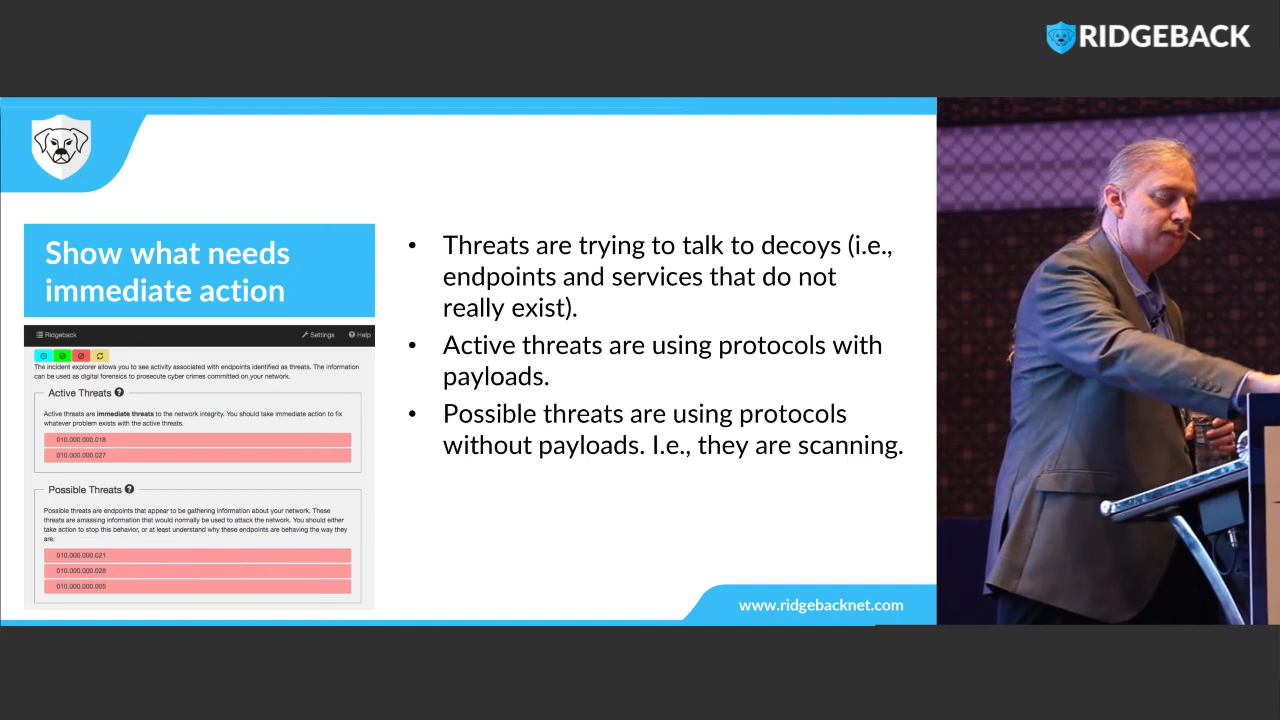 RIDGEBACK
Show what needs
immediate action
Ridgeback
Settings
Help
The incident explorer allows you to see activity associated with endpoints identified as threats. The information
can be used as digital forensics to prosecute cyber crimes committed on your network.
Active Threats
Active threats are immediate threats to the network integrity. You should take immediate action to fix
whatever problem exists with the active threats.
010.000.000.018
010.000.000.027
Possible Threats
Possible threats are endpoints that appear to be gathering information about your network. These
threats are amassing information that would normally be used to attack the network. You should either
take action to stop this behavior, or at least understand why these endpoints are behaving the way they
are.
010.000.000.021
010.000.000.028
010.000.000.005
• Threats are trying to talk to decoys (i.e.,
endpoints and services that do not
really exist).
• Active threats are using protocols with
payloads.
• Possible threats are using protocols
without payloads. I.e., they are scanning.
www.ridgebacknet.com